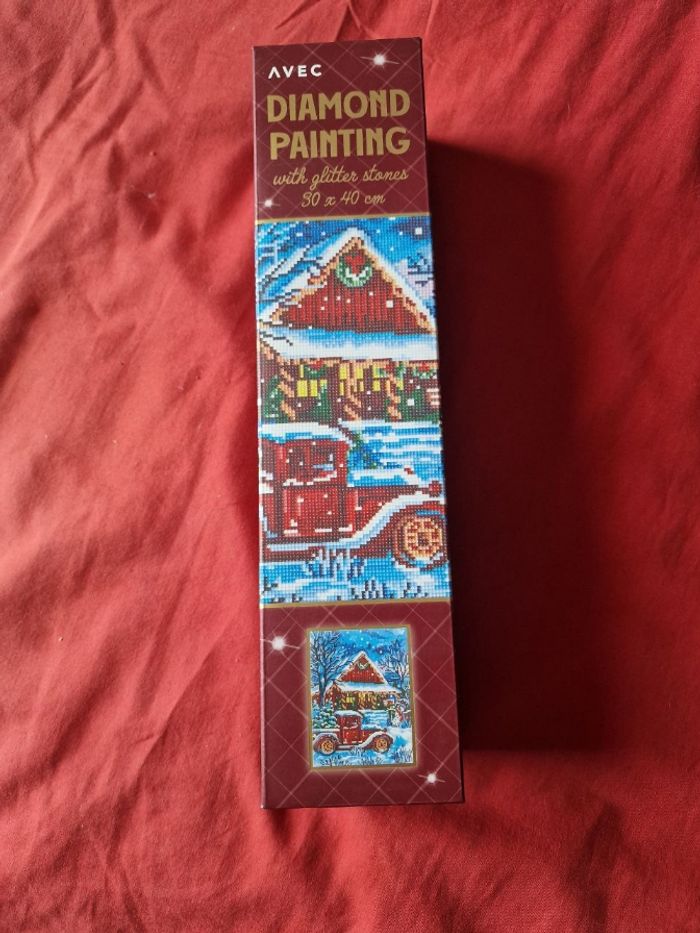 AVEC
DIAMOND
PAINTING
with glitter stones
30 x 40 cm